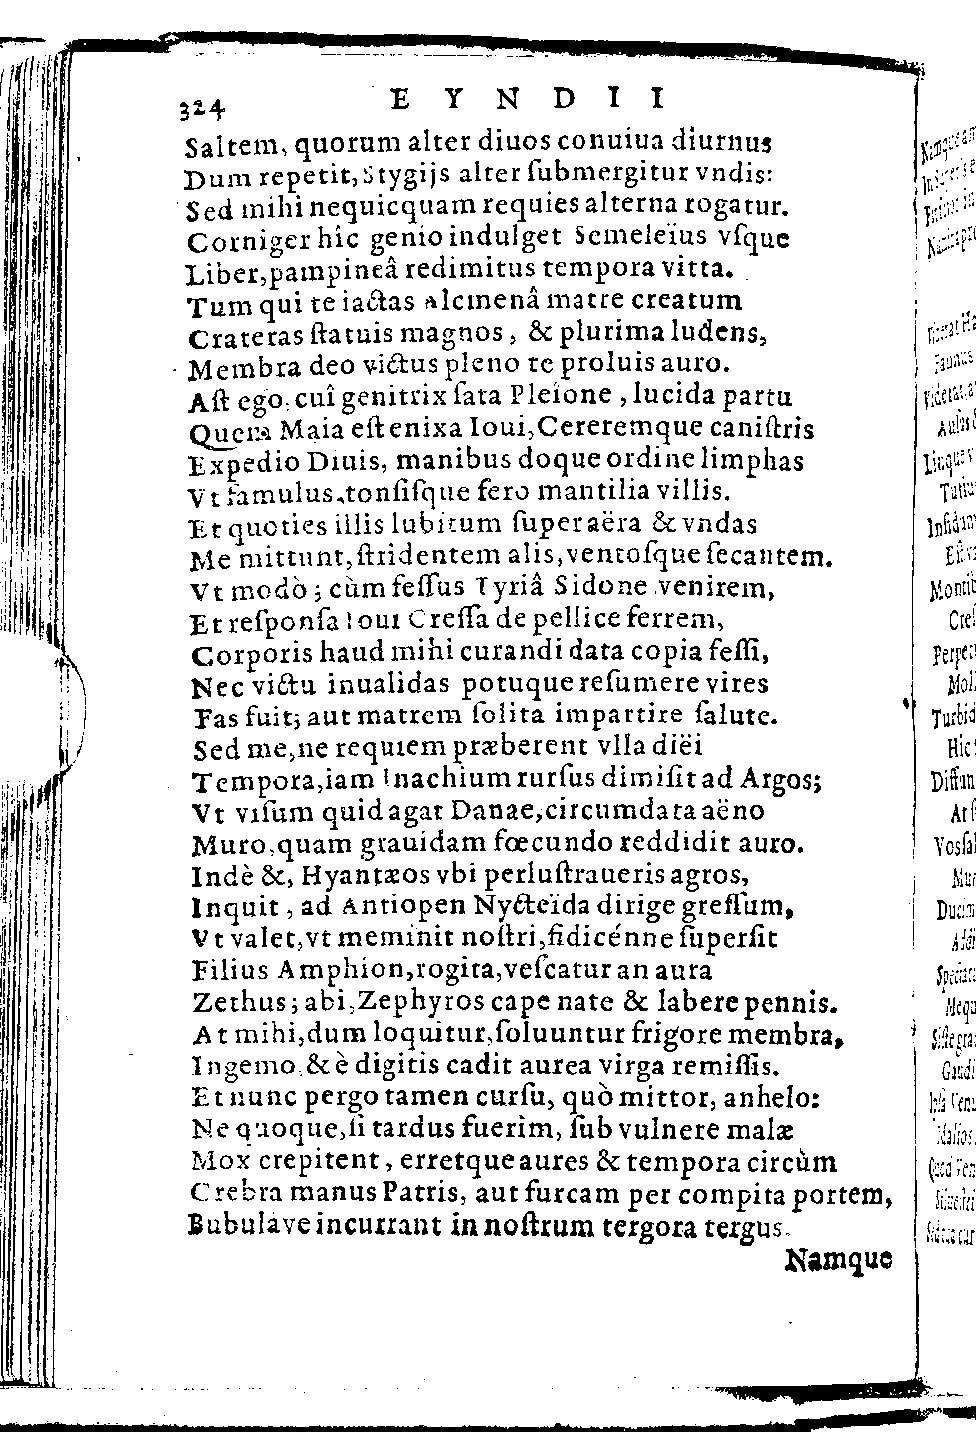 324 EYNDII
Saltem, quorum alter diuos conuiua diurnus
Dum repetit, Stygijs alter ſubmergitur vndis:
Sed mihi nequicquam requies alterna rogatur.
Corniger hîc genio indulget Semeleïus vſque
Liber, pampineâ redimitus tempora vitta.
Tum qui te iactas Alcmenâ matre creatum
Crateras ſtatuis magnos, & plurima ludens,
Membra deo victus pleno te proluis auro.
Aſt ego, cuî genitrix ſata Pleïone, lucida partu
Quem Maia eſt enixa Ioui, Cereremque caniſtris
Expedio Diuis, manibus doque ordine limphas
Vt famulus, tonſiſque fero mantilia villis.
Et quoties illis lubitum ſuper aëra & vndas
Me mittunt, ſtridentem alis, ventoſque ſecantem.
Vt modò; cùm feſſus Tyriâ Sidone venirem,
Et reſponſa Ioui Creſſa de pellice ferrem,
Corporis haud mihi curandi data copia feſſi,
Nec victu inualidas potuque reſumere vires
Fas fuit; aut matrem ſolita impartire ſalute.
Sed me, ne requiem præberent vlla diëi
Tempora, iam Inachium rurſus dimiſit ad Argos;
Vt viſum quid agat Danae, circumdata aëno
Muro, quam grauidam fœcundo reddidit auro.
Indè &, Hyantæos vbi perluſtraueris agros,
Inquit, ad Antiopen Nycteïda dirige greſſum,
Vt valet, vt meminit noſtri, fidicénne ſuperſit
Filius Amphion, rogita, veſcatur an aura
Zethus; abi, Zephyros cape nate & labere pennis.
At mihi, dum loquitur, ſoluuntur frigore membra,
Ingemo & è digitis cadit aurea virga remiſſis.
Et nunc pergo tamen curſu, quò mittor, anhelo:
Ne quoque, ſi tardus fuerim, ſub vulnere malæ
Mox crepitent, erretque aures & tempora circùm
Crebra manus Patris, aut furcam per compita portem,
Bubulave incurrant in noſtrum tergora tergus.
Namque